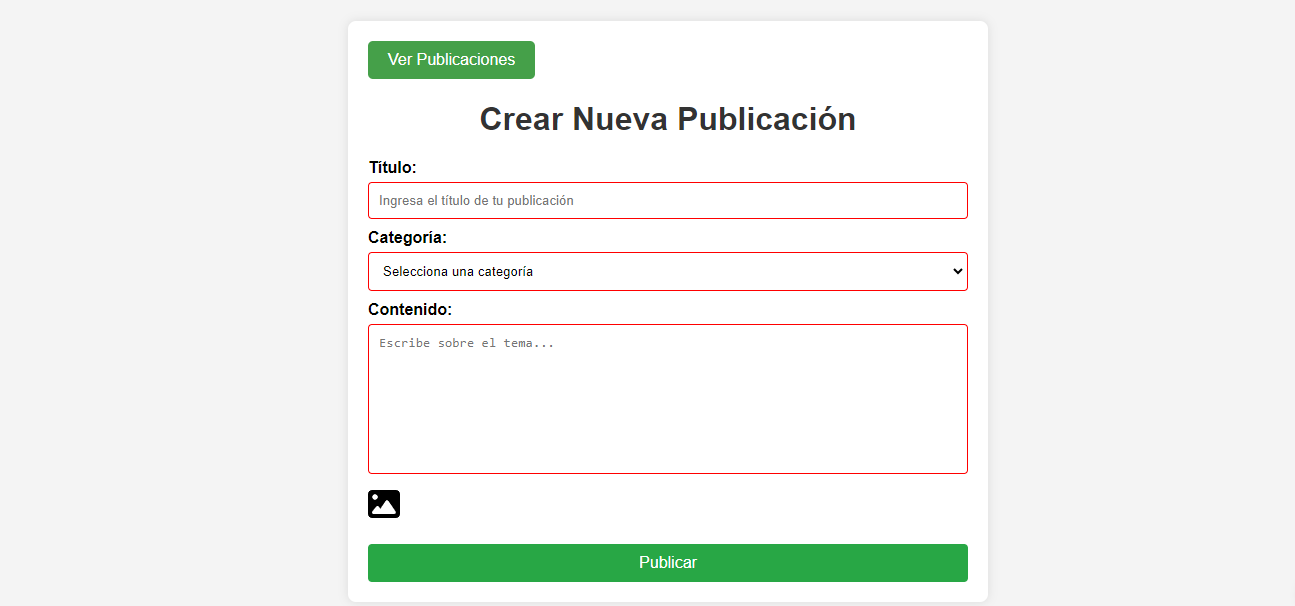 Ver Publicaciones
Crear Nueva Publicación
Título:
Ingresa el título de tu publicación
Categoría:
Selecciona una categoría
Contenido:
Escribe sobre el tema...
Publicar